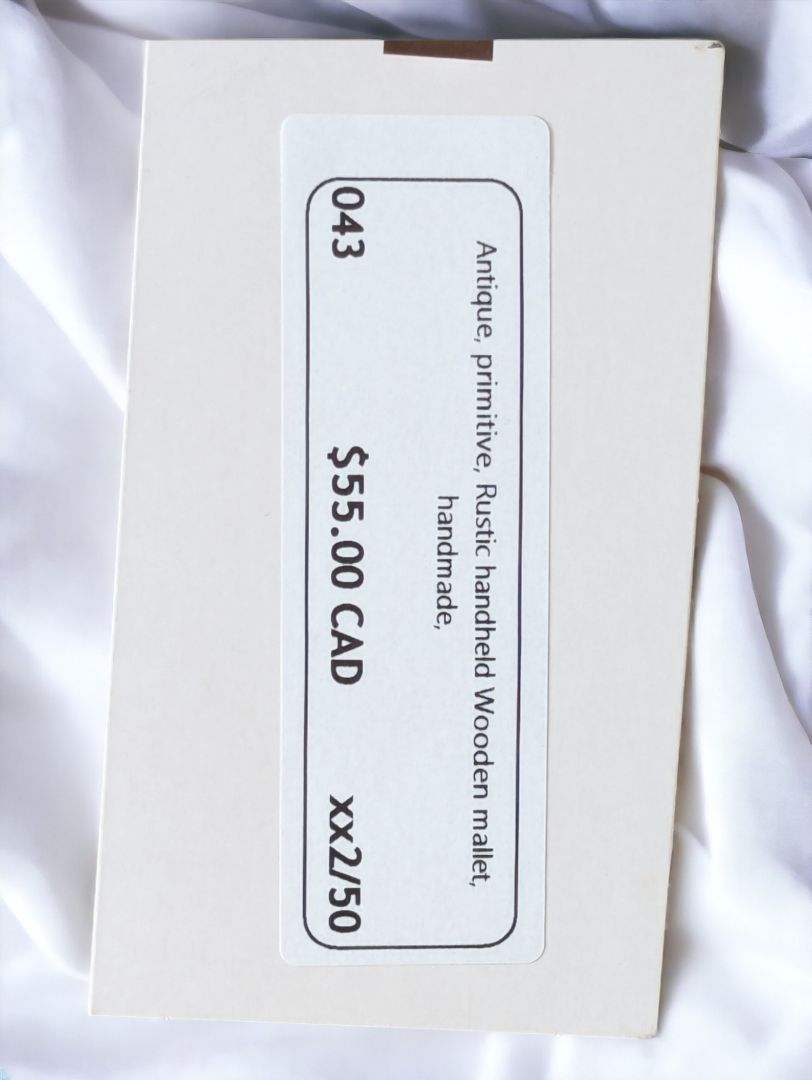 Antique, primitive, Rustic handheld Wooden mallet,
handmade,
043 $55.00 CAD xx2/50